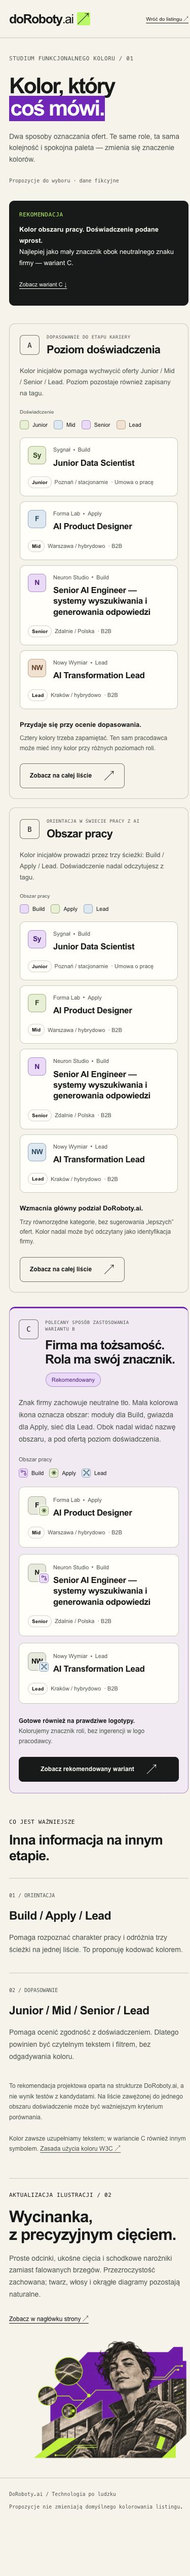 doRoboty.ai
Wróć do listingu
STUDIUM FUNKCJONALNEGO KOLORU / 01
Kolor, który
coś mówi.
Dwa sposoby oznaczania ofert. Te same role, ta sama
kolejność i spokojna paleta — zmienia się znaczenie
kolorów.
Propozycje do wyboru · dane fikcyjne
REKOMENDACJA
Kolor obszaru pracy. Doświadczenie podane
wprost.
Najlepiej jako mały znacznik obok neutralnego znaku
firmy — wariant C.
Zobacz wariant C ↓
A
DOPASOWANIE DO ETAPU KARIERY
Poziom doświadczenia
Kolor inicjałów pomaga wychwycić oferty Junior / Mid
/ Senior / Lead. Poziom pozostaje również zapisany
na tagu.
Doświadczenie
Junior Mid Senior Lead
Sy
Sygnał • Build
Junior Data Scientist
Junior Poznań / stacjonarnie · Umowa o pracę
F
Forma Lab • Apply
AI Product Designer
Mid Warszawa / hybrydowo · B2B
N
Neuron Studio • Build
Senior AI Engineer —
systemy wyszukiwania i
generowania odpowiedzi
Senior Zdalnie / Polska · B2B
NW
Nowy Wymiar • Lead
AI Transformation Lead
Lead Kraków / hybrydowo · B2B
Przydaje się przy ocenie dopasowania.
Cztery kolory trzeba zapamiętać. Ten sam pracodawca
może mieć inny kolor przy różnych poziomach roli.
Zobacz na całej liście
B
ORIENTACJA W ŚWIECIE PRACY Z AI
Obszar pracy
Kolor inicjałów prowadzi przez trzy ścieżki: Build /
Apply / Lead. Doświadczenie nadal odczytujesz z
tagu.
Obszar pracy
Build Apply Lead
Sy
Sygnał • Build
Junior Data Scientist
Junior Poznań / stacjonarnie · Umowa o pracę
F
Forma Lab • Apply
AI Product Designer
Mid Warszawa / hybrydowo · B2B
N
Neuron Studio • Build
Senior AI Engineer —
systemy wyszukiwania i
generowania odpowiedzi
Senior Zdalnie / Polska · B2B
NW
Nowy Wymiar • Lead
AI Transformation Lead
Lead Kraków / hybrydowo · B2B
Wzmacnia główny podział DoRoboty.ai.
Trzy równorzędne kategorie, bez sugerowania „lepszych”
ofert. Kolor nadal może być odczytany jako identyfikacja
firmy.
Zobacz na całej liście
C
POLECANY SPOSÓB ZASTOSOWANIA
WARIANTU B
Firma ma tożsamość.
Rola ma swój znacznik.
Rekomendowany
Znak firmy zachowuje neutralne tło. Mała kolorowa
ikona oznacza obszar: moduły dla Build, gwiazda
dla Apply, sieć dla Lead. Obok nadal widać nazwę
obszaru, a pod ofertą poziom doświadczenia.
Obszar pracy
Build Apply Lead
F
Forma Lab • Apply
AI Product Designer
Mid Warszawa / hybrydowo · B2B
N
Neuron Studio • Build
Senior AI Engineer —
systemy wyszukiwania i
generowania odpowiedzi
Senior Zdalnie / Polska · B2B
NW
Nowy Wymiar • Lead
AI Transformation Lead
Lead Kraków / hybrydowo · B2B
Gotowe również na prawdziwe logotypy.
Kolorujemy znacznik roli, bez ingerencji w logo
pracodawcy.
Zobacz rekomendowany wariant
CO JEST WAŻNIEJSZE
Inna informacja na innym
etapie.
01 / ORIENTACJA
Build / Apply / Lead
Pomaga rozpoznać charakter pracy i odróżnia trzy
ścieżki na jednej liście. To proponuję kodować kolorem.
02 / DOPASOWANIE
Junior / Mid / Senior / Lead
Pomaga ocenić zgodność z doświadczeniem. Dlatego
powinien być czytelnym tekstem i filtrem, bez
odgadywania koloru.
To rekomendacja projektowa oparta na strukturze DoRoboty.ai, a
nie wynik testów z kandydatami. Na liście zawężonej do jednego
obszaru doświadczenie może być ważniejszym kryterium
porównania.
Kolor zawsze uzupełniamy tekstem; w wariancie C również innym
symbolem. Zasada użycia koloru W3C
AKTUALIZACJA ILUSTRACJI / 02
Wycinanka,
z precyzyjnym cięciem.
Proste odcinki, ukośne cięcia i schodkowe narożniki
zamiast falowanych brzegów. Przezroczystość
zachowana; twarz, włosy i okrągłe diagramy pozostają
naturalne.
Zobacz w nagłówku strony
DoRoboty.ai / Technologia po ludzku
Propozycje nie zmieniają domyślnego kolorowania listingu.